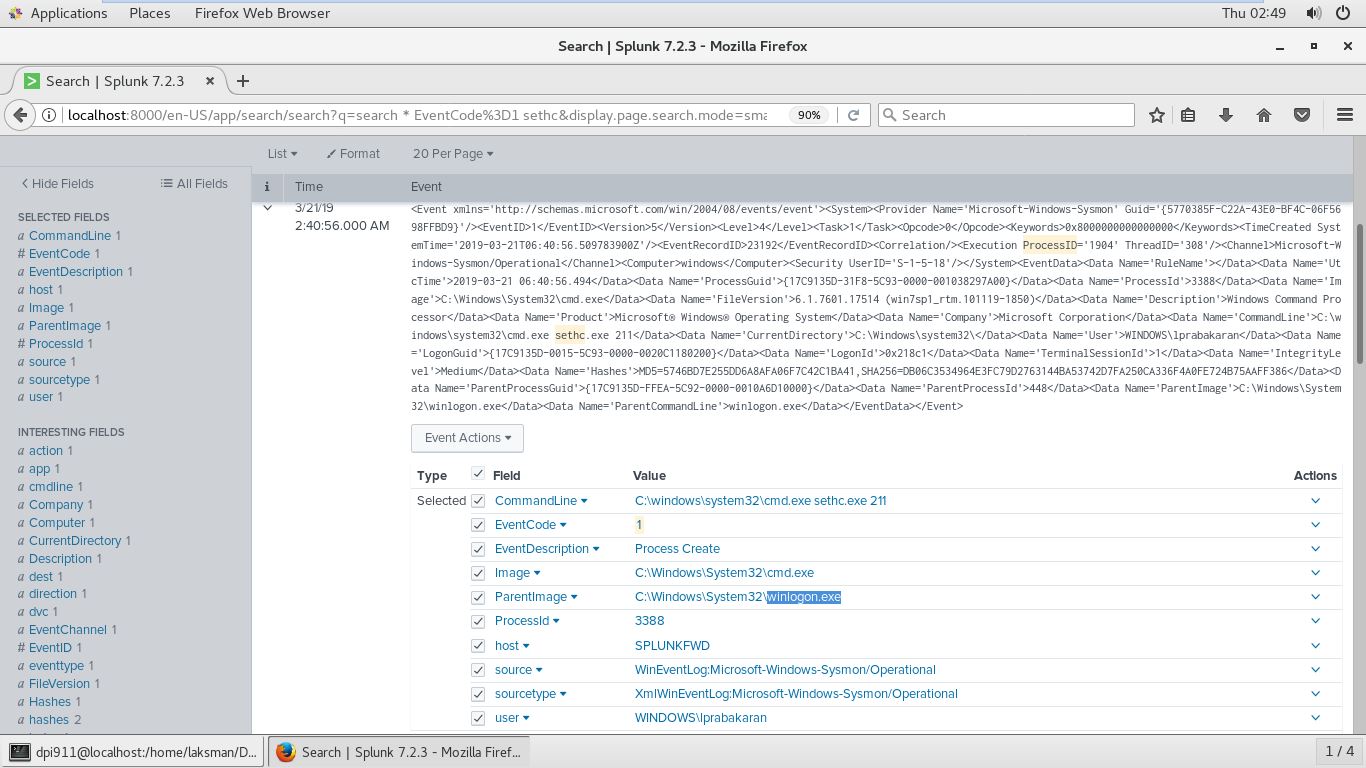 Applications Places Firefox Web Browser Thu 02:49
Search | Splunk 7.2.3 - Mozilla Firefox
Search | Splunk 7.2.3
localhost:8000/en-US/app/search/search?q=search * EventCode%3D1 sethc&display.page.search.mode=sma 90% Search
List Format 20 Per Page
Hide Fields All Fields
i Time Event
SELECTED FIELDS
a CommandLine 1
# EventCode 1
a EventDescription 1
a host 1
a Image 1
a ParentImage 1
# ProcessId 1
a source 1
a sourcetype 1
a user 1
INTERESTING FIELDS
a action 1
a app 1
a cmdline 1
a Company 1
a Computer 1
a CurrentDirectory 1
a Description 1
a dest 1
a direction 1
a dvc 1
a EventChannel 1
# EventID 1
a eventtype 1
a FileVersion 1
a Hashes 1
a hashes 2
3/21/19
2:40:56.000 AM
<Event xmlns='http://schemas.microsoft.com/win/2004/08/events/event'><System><Provider Name='Microsoft-Windows-Sysmon' Guid='{5770385F-C22A-43E0-BF4C-06F56
98FFBD9}'/><EventID>1</EventID><Version>5</Version><Level>4</Level><Task>1</Task><Opcode>0</Opcode><Keywords>0x8000000000000000</Keywords><TimeCreated Syst
emTime='2019-03-21T06:40:56.509783900Z'/><EventRecordID>23192</EventRecordID><Correlation/><Execution ProcessID='1904' ThreadID='308'/><Channel>Microsoft-W
indows-Sysmon/Operational</Channel><Computer>windows</Computer><Security UserID='S-1-5-18'/></System><EventData><Data Name='RuleName'></Data><Data Name='Ut
cTime'>2019-03-21 06:40:56.494</Data><Data Name='ProcessGuid'>{17C9135D-31F8-5C93-0000-001038297A00}</Data><Data Name='ProcessId'>3388</Data><Data Name='Im
age'>C:\Windows\System32\cmd.exe</Data><Data Name='FileVersion'>6.1.7601.17514 (win7sp1_rtm.101119-1850)</Data><Data Name='Description'>Windows Command Pro
cessor</Data><Data Name='Product'>Microsoft® Windows® Operating System</Data><Data Name='Company'>Microsoft Corporation</Data><Data Name='CommandLine'>C:\w
indows\system32\cmd.exe sethc.exe 211</Data><Data Name='CurrentDirectory'>C:\Windows\system32\</Data><Data Name='User'>WINDOWS\lprabakaran</Data><Data Name
='LogonGuid'>{17C9135D-0015-5C93-0000-0020C1180200}</Data><Data Name='LogonId'>0x218c1</Data><Data Name='TerminalSessionId'>1</Data><Data Name='IntegrityLe
vel'>Medium</Data><Data Name='Hashes'>MD5=5746BD7E255DD6A8AFA06F7C42C1BA41,SHA256=DB06C3534964E3FC79D2763144BA53742D7FA250CA336F4A0FE724B75AAFF386</Data><D
ata Name='ParentProcessGuid'>{17C9135D-FFEA-5C92-0000-0010A6D10000}</Data><Data Name='ParentProcessId'>448</Data><Data Name='ParentImage'>C:\Windows\System
32\winlogon.exe</Data><Data Name='ParentCommandLine'>winlogon.exe</Data></EventData></Event>
Event Actions
Type Field Value Actions
Selected CommandLine C:\windows\system32\cmd.exe sethc.exe 211
EventCode 1
EventDescription Process Create
Image C:\Windows\System32\cmd.exe
ParentImage C:\Windows\System32\winlogon.exe
ProcessId 3388
host SPLUNKFWD
source WinEventLog:Microsoft-Windows-Sysmon/Operational
sourcetype XmlWinEventLog:Microsoft-Windows-Sysmon/Operational
user WINDOWS\lprabakaran
dpi911@localhost:/home/laksman/D... Search | Splunk 7.2.3 - Mozilla Firef... 1 / 4